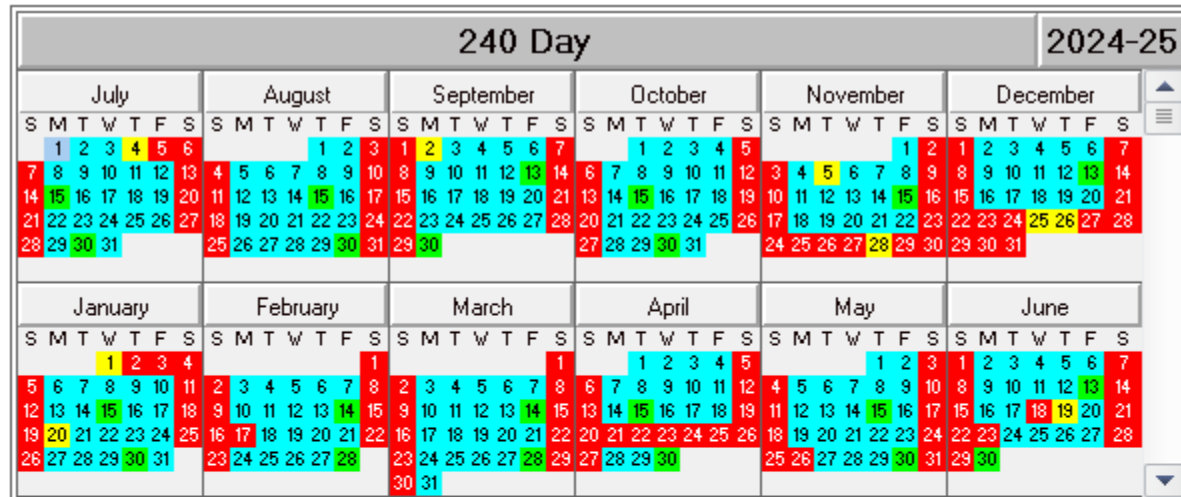 240 Day 2024-25
July August September October November December
S M T W T F S S M T W T F S S M T W T F S S M T W T F S S M T W T F S S M T W T F S
1 2 3 4 5 6 1 2 3 1 2 3 4 5 6 7 1 2 3 4 5 1 2 1 2 3 4 5 6 7
7 8 9 10 11 12 13 4 5 6 7 8 9 10 8 9 10 11 12 13 14 6 7 8 9 10 11 12 3 4 5 6 7 8 9 8 9 10 11 12 13 14
14 15 16 17 18 19 20 11 12 13 14 15 16 17 15 16 17 18 19 20 21 13 14 15 16 17 18 19 10 11 12 13 14 15 16 15 16 17 18 19 20 21
21 22 23 24 25 26 27 18 19 20 21 22 23 24 22 23 24 25 26 27 28 20 21 22 23 24 25 26 17 18 19 20 21 22 23 22 23 24 25 26 27 28
28 29 30 31 25 26 27 28 29 30 31 29 30 27 28 29 30 31 24 25 26 27 28 29 30 29 30 31
January February March April May June
S M T W T F S S M T W T F S S M T W T F S S M T W T F S S M T W T F S S M T W T F S
1 2 3 4 1 1 1 2 3 4 5 1 2 3 1 2 3 4 5 6 7
5 6 7 8 9 10 11 2 3 4 5 6 7 8 2 3 4 5 6 7 8 6 7 8 9 10 11 12 4 5 6 7 8 9 10 8 9 10 11 12 13 14
12 13 14 15 16 17 18 9 10 11 12 13 14 15 9 10 11 12 13 14 15 13 14 15 16 17 18 19 11 12 13 14 15 16 17 15 16 17 18 19 20 21
19 20 21 22 23 24 25 16 17 18 19 20 21 22 16 17 18 19 20 21 22 20 21 22 23 24 25 26 18 19 20 21 22 23 24 22 23 24 25 26 27 28
26 27 28 29 30 31 23 24 25 26 27 28 23 24 25 26 27 28 29 27 28 29 30 25 26 27 28 29 30 31 29 30
30 31